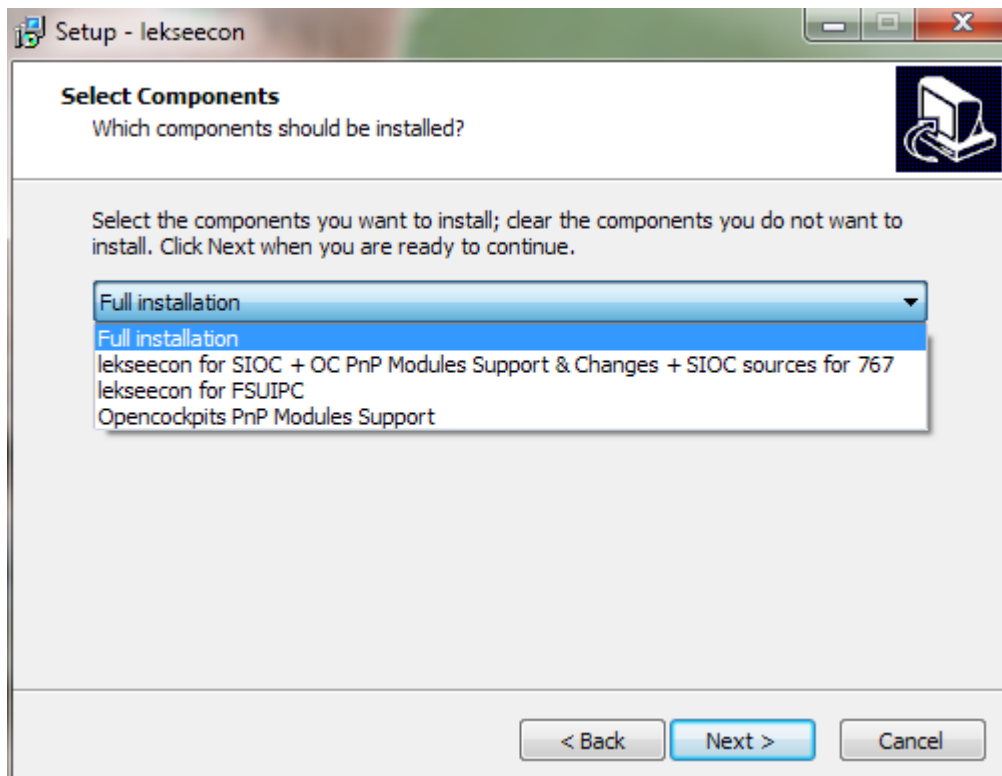 Setup - lekseecon
Select Components
Which components should be installed?
Select the components you want to install; clear the components you do not want to
install. Click Next when you are ready to continue.
Full installation
Full installation
lekseecon for SIOC + OC PnP Modules Support & Changes + SIOC sources for 767
lekseecon for FSUIPC
Opencockpits PnP Modules Support
< Back
Next >
Cancel